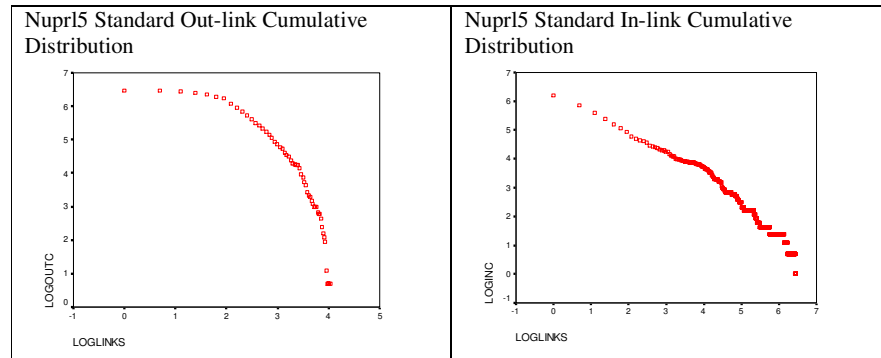 Nuprl5 Standard Out-link Cumulative
Distribution
7
6
5
4
3
2
1
0
LOGOUTC
-1 0 1 2 3 4 5
LOGLINKS
Nuprl5 Standard In-link Cumulative
Distribution
7
6
5
4
3
2
1
0
-1
LOGINC
-1 0 1 2 3 4 5 6 7
LOGLINKS